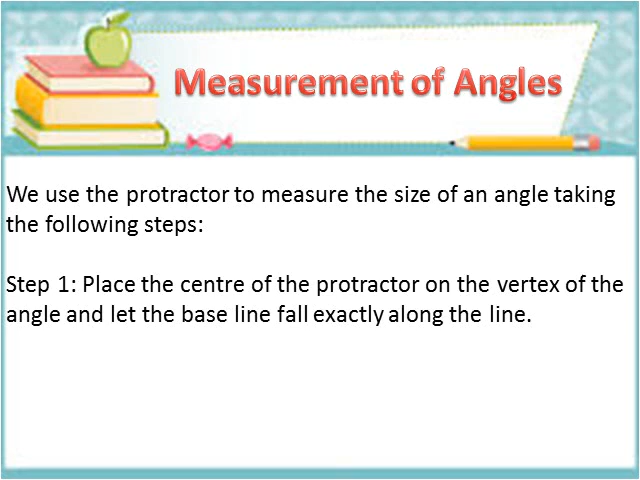 Measurement of Angles
We use the protractor to measure the size of an angle taking
the following steps:
Step 1: Place the centre of the protractor on the vertex of the
angle and let the base line fall exactly along the line.